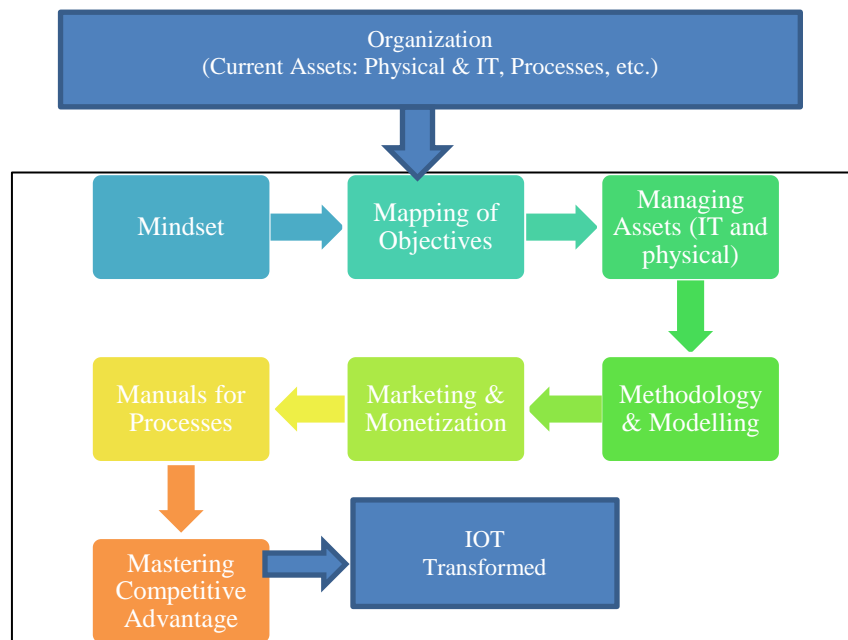 Organization
(Current Assets: Physical & IT, Processes, etc.)
Mindset
Mapping of
Objectives
Managing
Assets (IT and
physical)
Manuals for
Processes
Marketing &
Monetization
Methodology
& Modelling
Mastering
Competitive
Advantage
IOT
Transformed